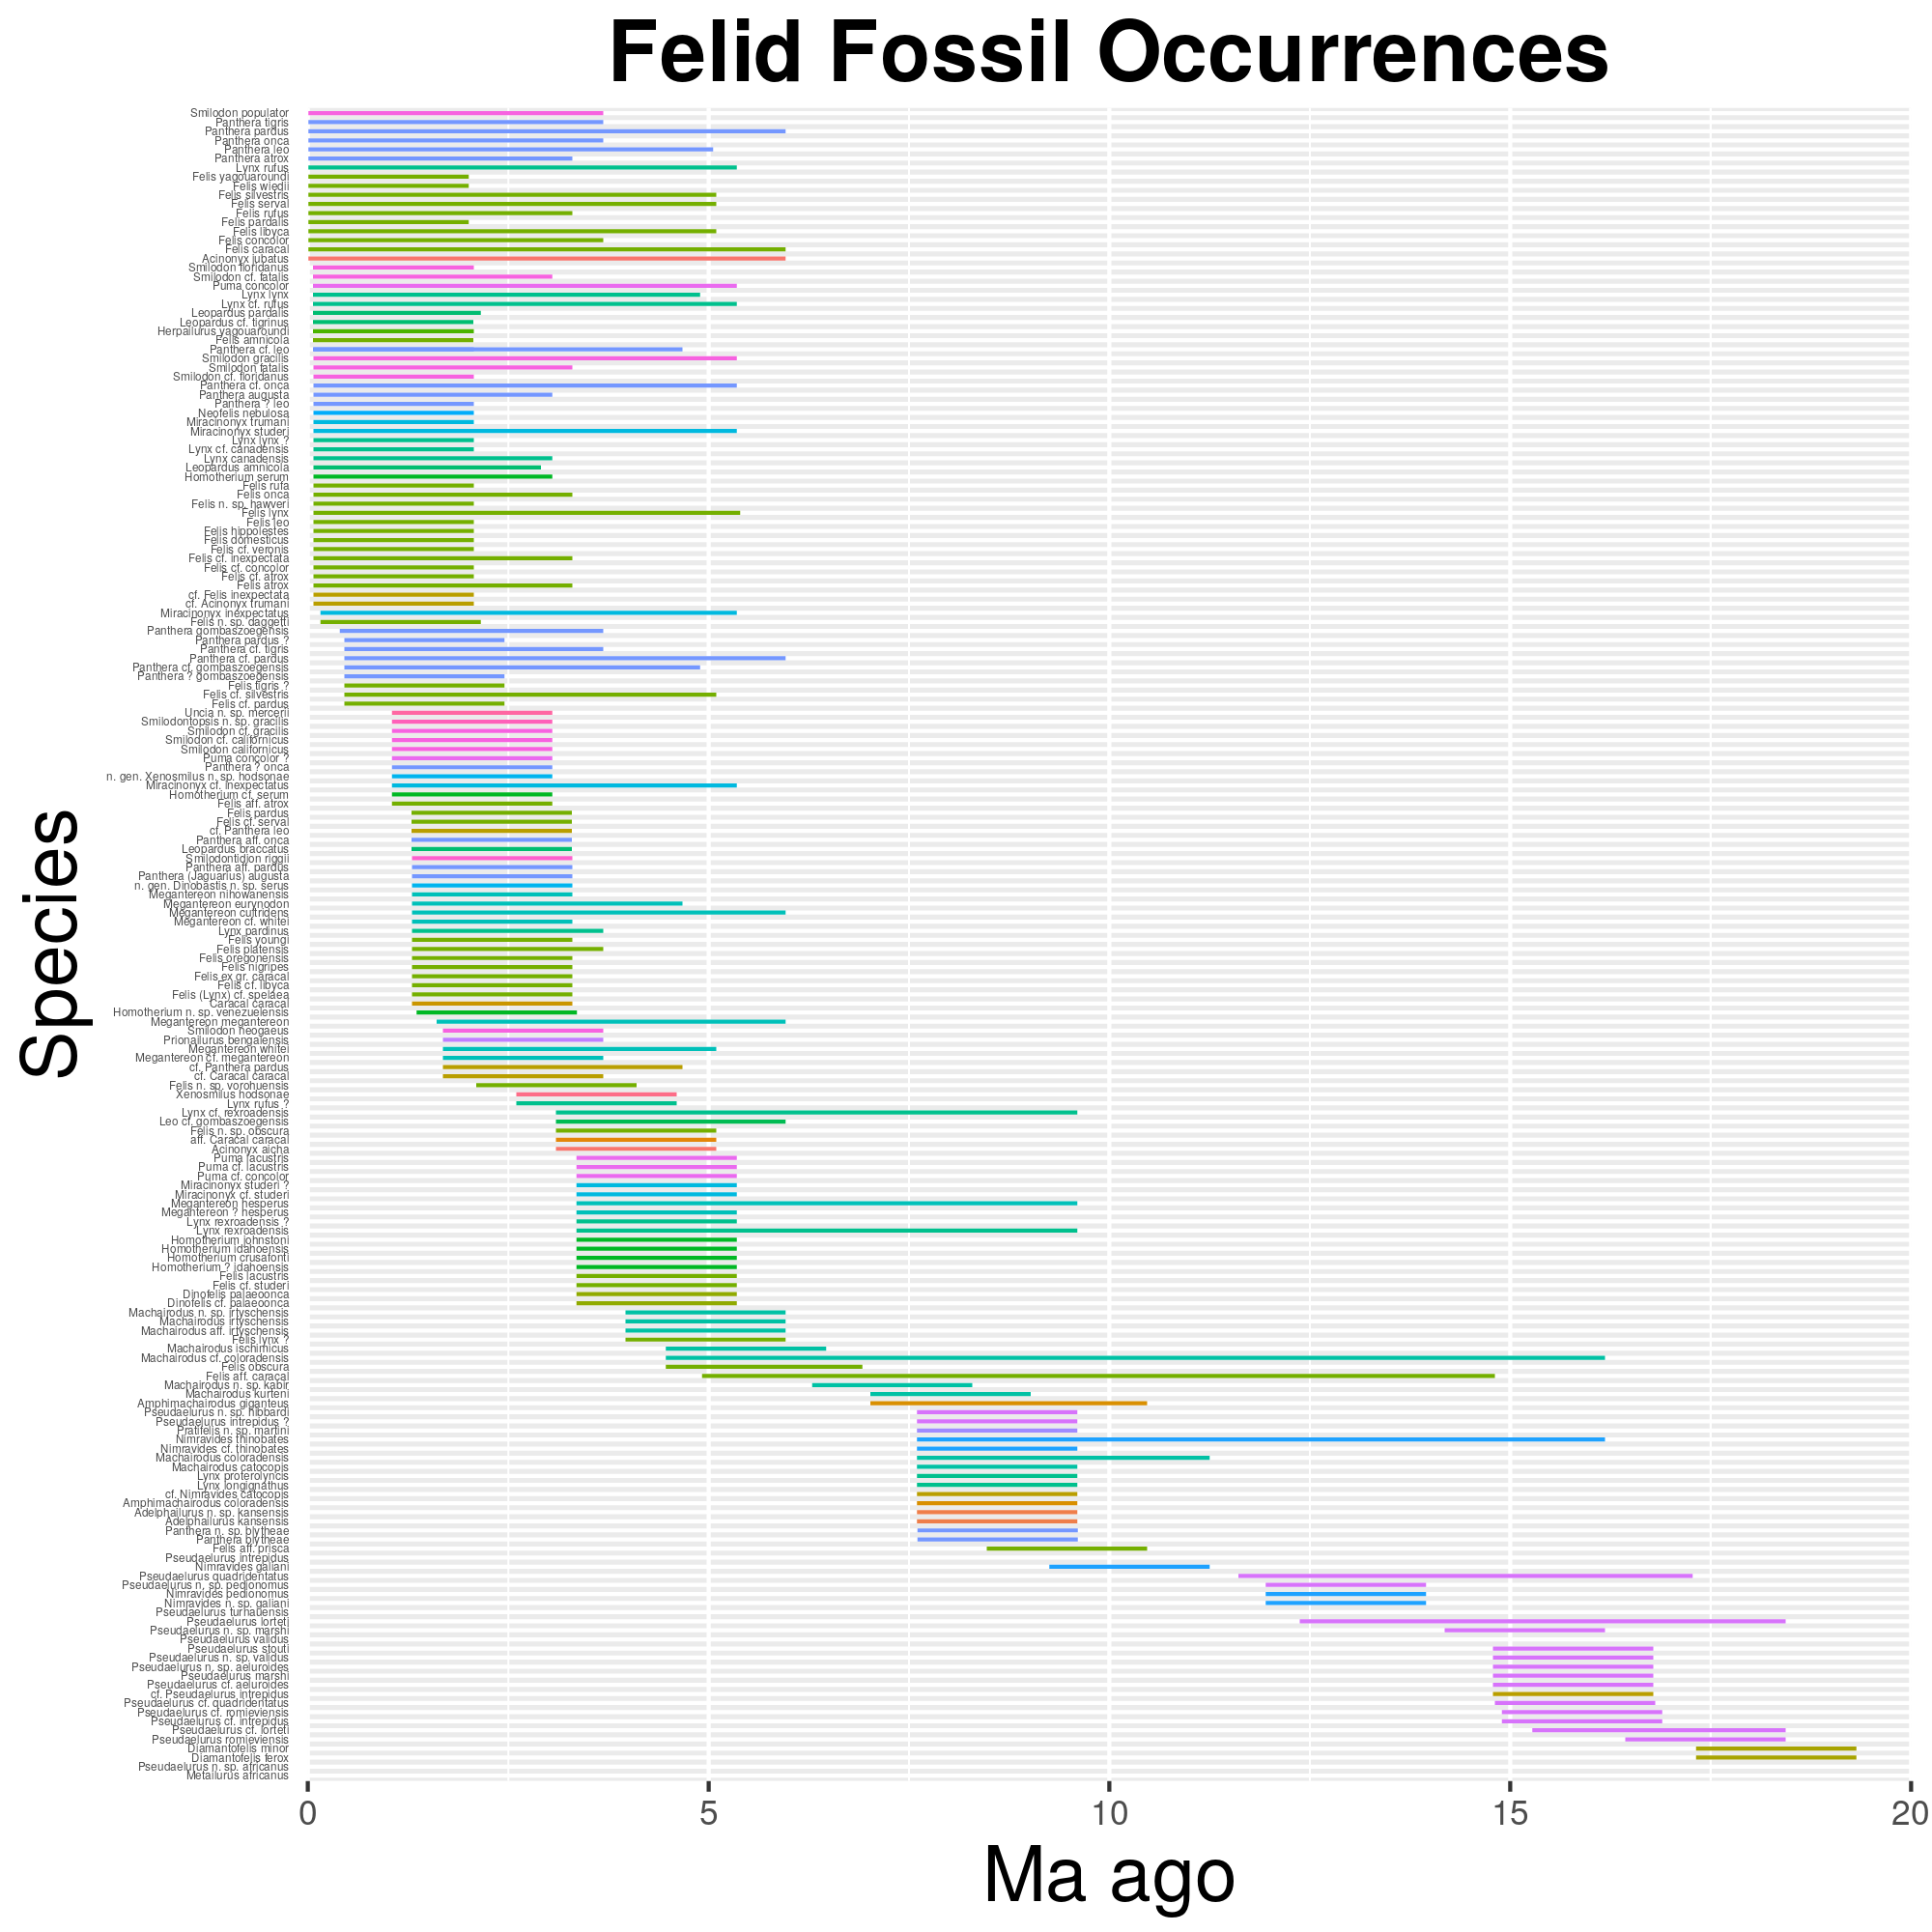 Felid Fossil Occurrences
Smilodon populator
Panthera tigris
Panthera pardus
Panthera onca
Panthera leo
Panthera atrox
Lynx rufus
Felis yagouaroundi
Felis wiedii
Felis silvestris
Felis serval
Felis rufus
Felis pardalis
Felis libyca
Felis concolor
Felis caracal
Acinonyx jubatus
Smilodon floridanus
Smilodon cf. fatalis
Puma concolor
Lynx lynx
Lynx cf. rufus
Leopardus pardalis
Leopardus cf. tigrinus
Herpailurus yagouaroundi
Felis amnicola
Panthera cf. leo
Smilodon gracilis
Smilodon fatalis
Smilodon cf. floridanus
Panthera cf. onca
Panthera augusta
Panthera ? leo
Neofelis nebulosa
Miracinonyx trumani
Miracinonyx studeri
Lynx lynx ?
Lynx cf. canadensis
Lynx canadensis
Leopardus amnicola
Homotherium serum
Felis rufa
Felis onca
Felis n. sp. hawveri
Felis lynx
Felis leo
Felis hippolestes
Felis domesticus
Felis cf. veronis
Felis cf. inexpectata
Felis cf. concolor
Felis cf. atrox
Felis atrox
cf. Felis inexpectata
cf. Acinonyx trumani
Miracinonyx inexpectatus
Felis n. sp. daggetti
Panthera gombaszoegensis
Panthera pardus ?
Panthera cf. tigris
Panthera cf. pardus
Panthera cf. gombaszoegensis
Panthera ? gombaszoegensis
Felis tigris ?
Felis cf. silvestris
Felis cf. pardus
Uncia n. sp. mercerii
Smilodontopsis n. sp. gracilis
Smilodon cf. gracilis
Smilodon cf. californicus
Smilodon californicus
Puma concolor ?
Panthera ? onca
n. gen. Xenosmilus n. sp. hodsonae
Miracinonyx cf. inexpectatus
Homotherium cf. serum
Felis aff. atrox
Felis pardus
Felis cf. serval
cf. Panthera leo
Panthera aff. onca
Leopardus braccatus
Smilodontidion riggii
Panthera aff. pardus
Panthera (Jaguarius) augusta
n. gen. Dinobastis n. sp. serus
Megantereon nihowanensis
Megantereon eurynodon
Megantereon cultridens
Megantereon cf. whitei
Lynx pardinus
Felis youngi
Felis platensis
Felis oregonensis
Felis nigripes
Felis ex gr. caracal
Felis cf. libyca
Felis (Lynx) cf. spelaea
Caracal caracal
Homotherium n. sp. venezuelensis
Megantereon megantereon
Smilodon neogaeus
Prionailurus bengalensis
Megantereon whitei
Megantereon cf. megantereon
cf. Panthera pardus
cf. Caracal caracal
Felis n. sp. vorohuensis
Xenosmilus hodsonae
Lynx rufus ?
Lynx cf. rexroadensis
Leo cf. gombaszoegensis
Felis n. sp. obscura
aff. Caracal caracal
Acinonyx aicha
Puma lacustris
Puma cf. lacustris
Puma cf. concolor
Miracinonyx studeri ?
Miracinonyx cf. studeri
Megantereon hesperus
Megantereon ? hesperus
Lynx rexroadensis ?
Lynx rexroadensis
Homotherium johnstoni
Homotherium idahoensis
Homotherium crusafonti
Homotherium ? idahoensis
Felis lacustris
Felis cf. studeri
Dinofelis palaeoonca
Dinofelis cf. palaeoonca
Machairodus n. sp. irtyschensis
Machairodus irtyschensis
Machairodus aff. irtyschensis
Felis lynx ?
Machairodus ischimicus
Machairodus cf. coloradensis
Felis obscura
Felis aff. caracal
Machairodus n. sp. kabir
Machairodus kurteni
Amphimachairodus giganteus
Pseudaelurus n. sp. hibbardi
Pseudaelurus intrepidus ?
Pratifelis n. sp. martini
Nimravides thinobates
Nimravides cf. thinobates
Machairodus coloradensis
Machairodus catocopis
Lynx proterolyncis
Lynx longignathus
cf. Nimravides catocopis
Amphimachairodus coloradensis
Adelphailurus n. sp. kansensis
Adelphailurus kansensis
Panthera n. sp. blytheae
Panthera blytheae
Felis aff. prisca
Pseudaelurus intrepidus
Nimravides galiani
Pseudaelurus quadridentatus
Pseudaelurus n. sp. pedionomus
Nimravides pedionomus
Nimravides n. sp. galiani
Pseudaelurus turnauensis
Pseudaelurus lorteti
Pseudaelurus n. sp. marshi
Pseudaelurus validus
Pseudaelurus stouti
Pseudaelurus n. sp. validus
Pseudaelurus n. sp. aeluroides
Pseudaelurus marshi
Pseudaelurus cf. aeluroides
cf. Pseudaelurus intrepidus
Pseudaelurus cf. quadridentatus
Pseudaelurus cf. romieviensis
Pseudaelurus cf. intrepidus
Pseudaelurus cf. lorteti
Pseudaelurus romieviensis
Diamantofelis minor
Diamantofelis ferox
Pseudaelurus n. sp. africanus
Metailurus africanus
Species
0 5 10 15 20
Ma ago